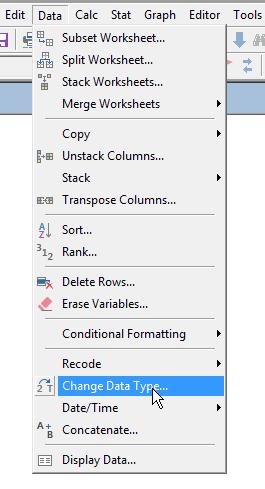 Edit Data Calc Stat Graph Editor Tools
Subset Worksheet...
Split Worksheet...
Stack Worksheets...
Merge Worksheets
Copy
Unstack Columns...
Stack
Transpose Columns...
Sort...
Rank...
Delete Rows...
Erase Variables...
Conditional Formatting
Recode
Change Data Type...
Date/Time
Concatenate...
Display Data...